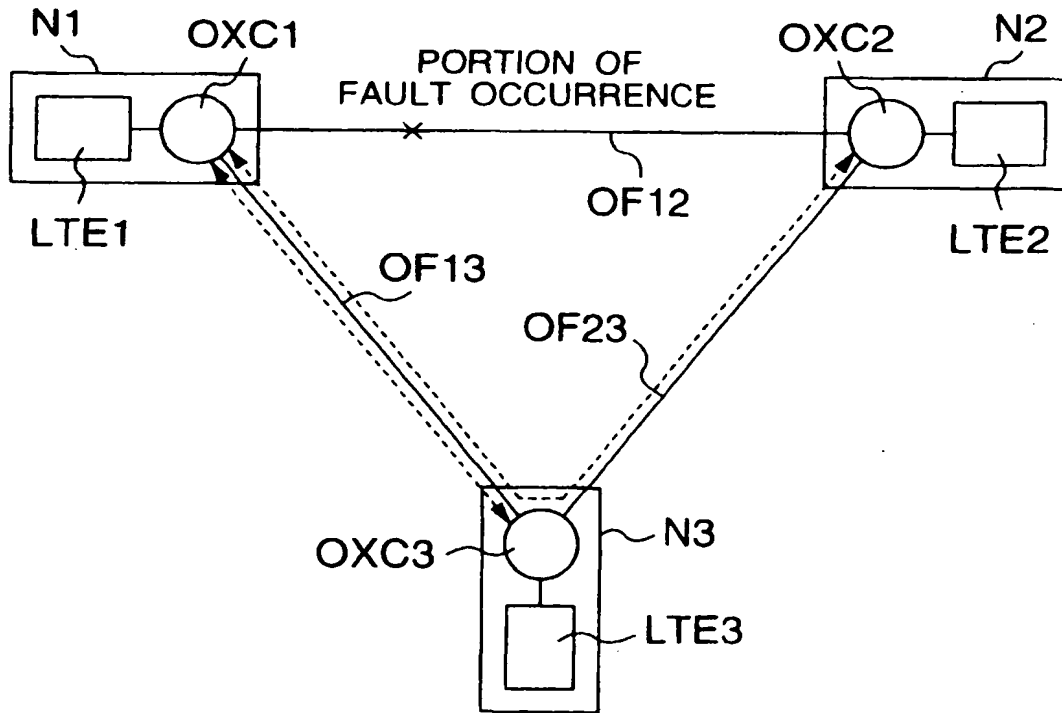 N1
OXC1
PORTION OF
FAULT OCCURRENCE
OXC2
N2
LTE1
OF12
LTE2
OF13
OF23
OXC3
N3
LTE3